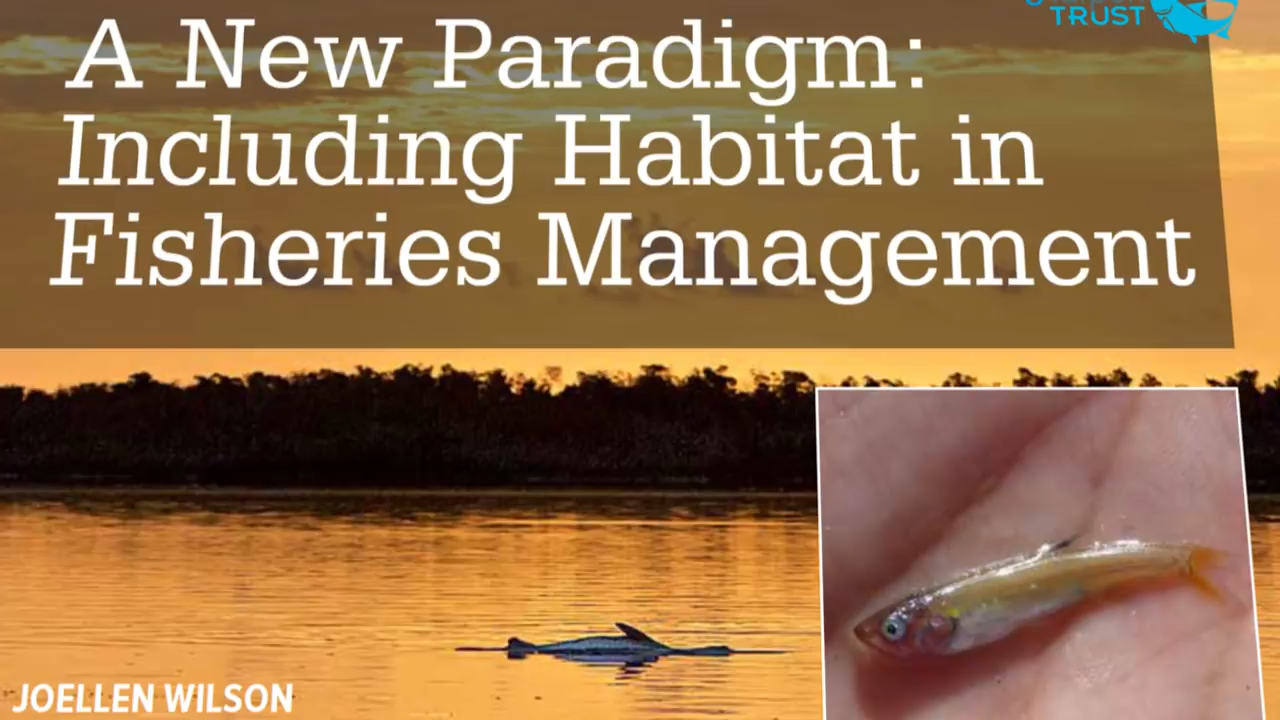 TRUST
A New Paradigm:
Including Habitat in
Fisheries Management
JOELLEN WILSON